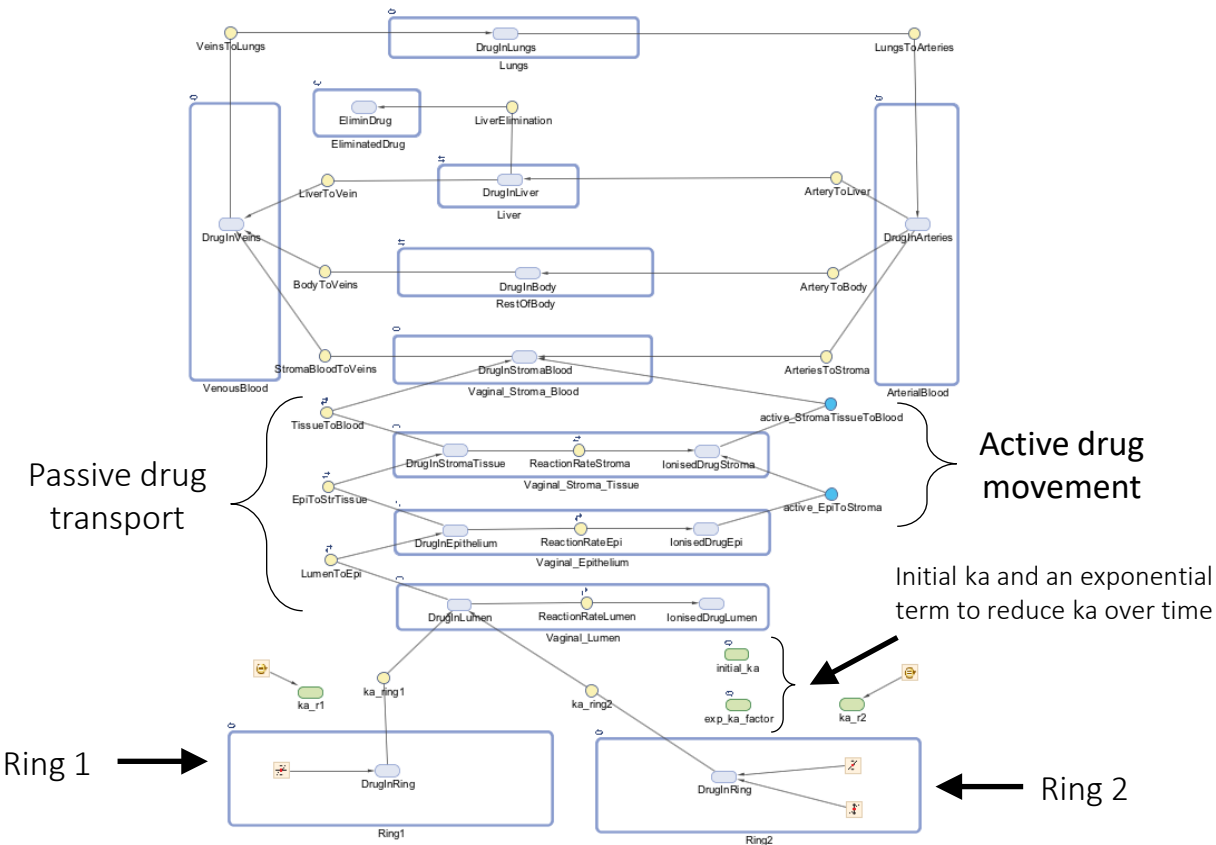 VeinsToLungs
DrugInLungs
LungsToArteries
Lungs
EliminDrug
LiverElimination
EliminatedDrug
LiverToVein
DrugInLiver
ArteryToLiver
Liver
DrugInVeins
DrugInArteries
BodyToVeins
DrugInBody
ArteryToBody
RestOfBody
StromaBloodToVeins
DrugInStromaBlood
ArteriesToStroma
VenousBlood
Vaginal_Stroma_Blood
ArterialBlood
TissueToBlood
active_StromaTissueToBlood
Passive drug
transport
DrugInStromaTissue
ReactionRateStroma
IonisedDrugStroma
Vaginal_Stroma_Tissue
Active drug
movement
EpiToStrTissue
active_EpiToStroma
DrugInEpithelium
ReactionRateEpi
IonisedDrugEpi
Vaginal_Epithelium
LumenToEpi
Initial ka and an exponential
term to reduce ka over time
DrugInLumen
ReactionRateLumen
IonisedDrugLumen
Vaginal_Lumen
initial_ka
ka_r1
ka_ring1
ka_ring2
exp_ka_factor
ka_r2
Ring 1
DrugInRing
Ring1
DrugInRing
Ring2
Ring 2